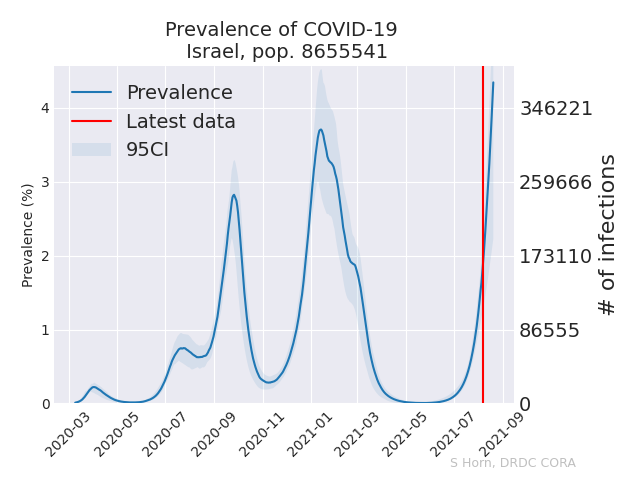 Prevalence of COVID-19
Israel, pop. 8655541
Prevalence
Latest data
95CI
Prevalence (%)
4
3
2
1
0
346221
259666
173110
86555
0
# of infections
2020-03
2020-05
2020-07
2020-09
2020-11
2021-01
2021-03
2021-05
2021-07
2021-09
S Horn, DRDC CORA